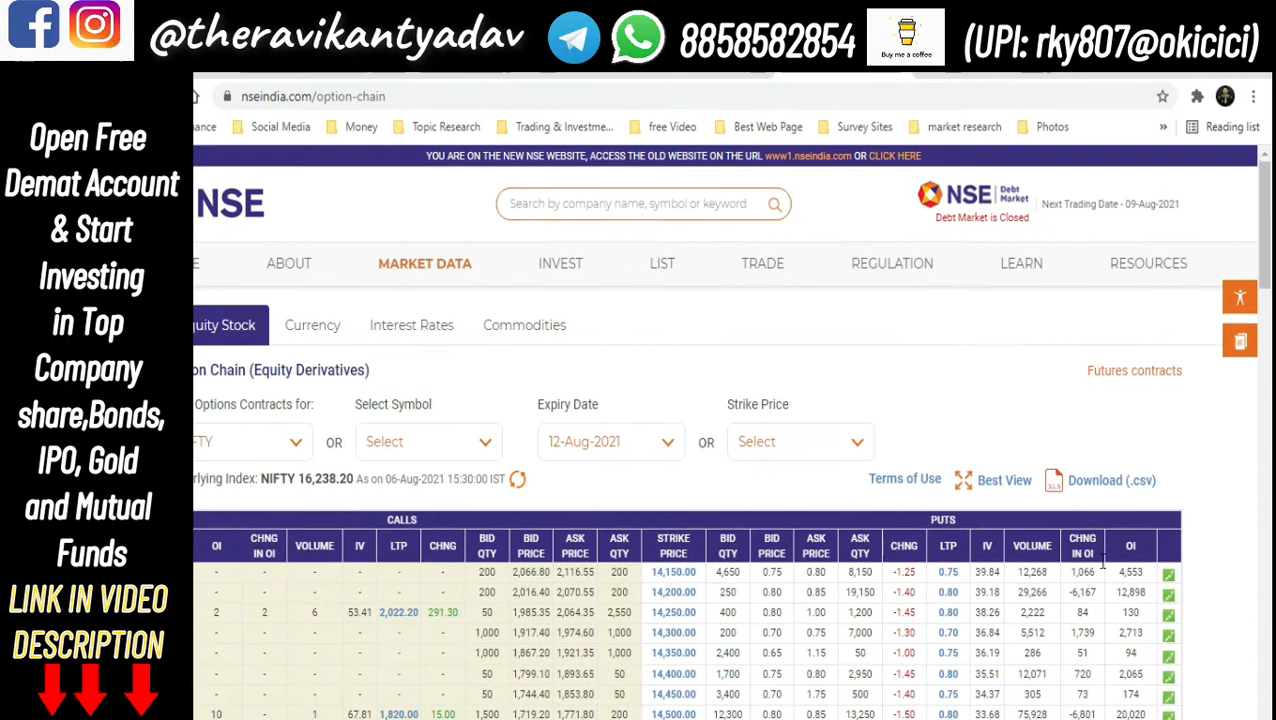 @theravikantyadav 8858582854 Buy me a coffee (UPI: rky807@okicici)
Open Free
Demat Account
& Start
Investing
in Top
Company
share,Bonds,
IPO, Gold
and Mutual
Funds
LINK IN VIDEO
DESCRIPTION
nseindia.com/option-chain
nance Social Media Money Topic Research Trading & Investme... free Video Best Web Page Survey Sites market research Photos » Reading list
YOU ARE ON THE NEW NSE WEBSITE, ACCESS THE OLD WEBSITE ON THE URL www1.nseindia.com OR CLICK HERE
NSE Search by company name, symbol or keyword NSE Debt Market Next Trading Date - 09-Aug-2021
Debt Market is Closed
E ABOUT MARKET DATA INVEST LIST TRADE REGULATION LEARN RESOURCES
quity Stock Currency Interest Rates Commodities
on Chain (Equity Derivatives) Futures contracts
Options Contracts for: Select Symbol Expiry Date Strike Price
FTY OR Select 12-Aug-2021 OR Select
rlying Index: NIFTY 16,238.20 As on 06-Aug-2021 15:30:00 IST Terms of Use Best View XLS Download (.csv)
CALLS PUTS
OI CHNG IN OI VOLUME IV LTP CHNG BID QTY BID PRICE ASK PRICE ASK QTY STRIKE PRICE BID QTY BID PRICE ASK PRICE ASK QTY CHNG LTP IV VOLUME CHNG IN OI OI
- - - - - - 200 2,066.80 2,116.55 200 14,150.00 4,650 0.75 0.80 8,150 -1.25 0.75 39.84 12,268 1,066 4,553
- - - - - - 200 2,016.40 2,070.55 200 14,200.00 250 0.80 0.85 19,150 -1.40 0.80 39.18 29,266 -6,167 12,898
2 2 6 53.41 2,022.20 291.30 50 1,985.35 2,064.35 2,550 14,250.00 400 0.80 1.00 1,200 -1.45 0.80 38.26 2,222 84 130
- - - - - - 1,000 1,917.40 1,974.60 1,000 14,300.00 200 0.70 0.75 7,000 -1.30 0.70 36.84 5,512 1,739 2,713
- - - - - - 1,000 1,867.20 1,921.35 1,000 14,350.00 2,400 0.65 1.15 50 -1.00 0.80 36.19 286 51 94
- - - - - - 50 1,799.10 1,893.65 50 14,400.00 1,700 0.75 0.80 2,950 -1.45 0.80 35.51 12,071 720 2,065
- - - - - - 50 1,744.40 1,853.80 50 14,450.00 3,400 0.70 1.75 500 -1.40 0.80 34.37 305 73 174
10 - 1 67.81 1,820.00 15.00 1,500 1,719.20 1,771.80 1,500 14,500.00 12,300 0.80 0.85 13,250 -1.50 0.80 33.68 75,928 -6,801 20,020